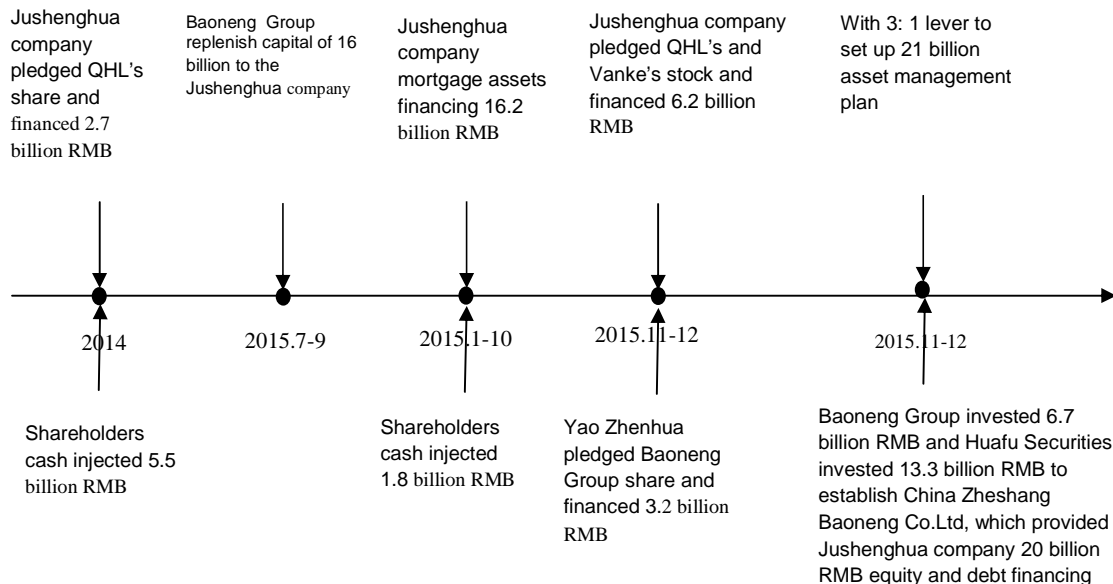 Jushenghua
company
pledged QHL's
share and
financed 2.7
billion RMB
Baoneng Group
replenish capital of 16
billion to the
Jushenghua company
Jushenghua
company
mortgage assets
financing 16.2
billion RMB
Jushenghua company
pledged QHL's and
Vanke's stock and
financed 6.2 billion
RMB
With 3: 1 lever to
set up 21 billion
asset management
plan
2014
2015.7-9
2015.1-10
2015.11-12
2015.11-12
Shareholders
cash injected 5.5
billion RMB
Shareholders
cash injected
1.8 billion RMB
Yao Zhenhua
pledged Baoneng
Group share and
financed 3.2 billion
RMB
Baoneng Group invested 6.7
billion RMB and Huafu Securities
invested 13.3 billion RMB to
establish China Zheshang
Baoneng Co.Ltd, which provided
Jushenghua company 20 billion
RMB equity and debt financing